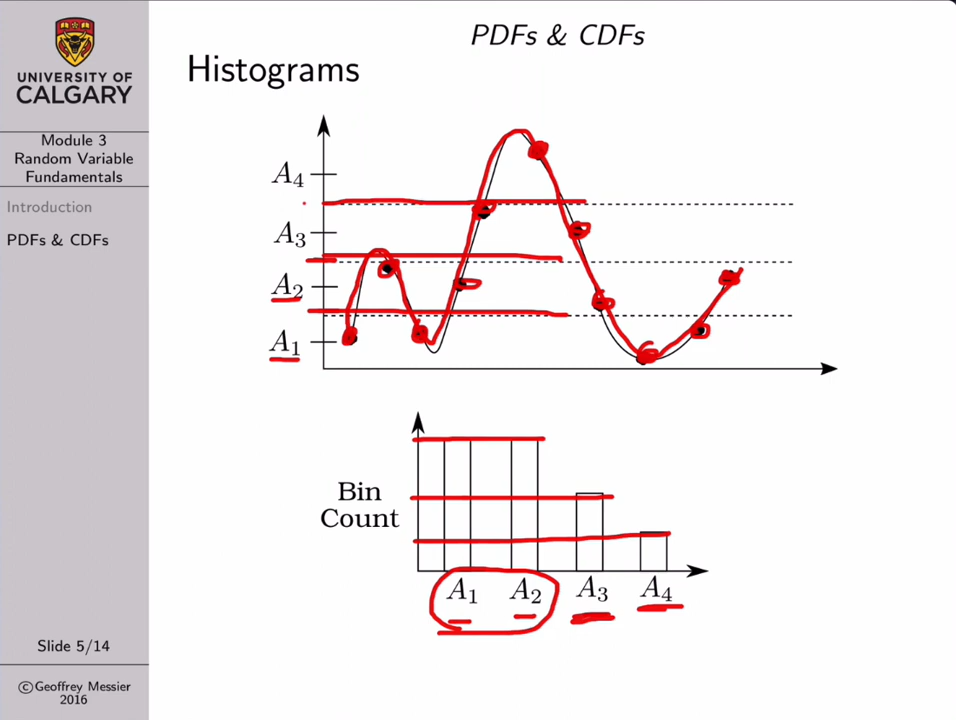 UNIVERSITY OF
CALGARY
Module 3
Random Variable
Fundamentals
Introduction
PDFs & CDFs
Slide 5/14
©Geoffrey Messier
2016
PDFs & CDFs
Histograms
A₄
A₃
A₂
A₁
Bin
Count
A₁ A₂ A₃ A₄